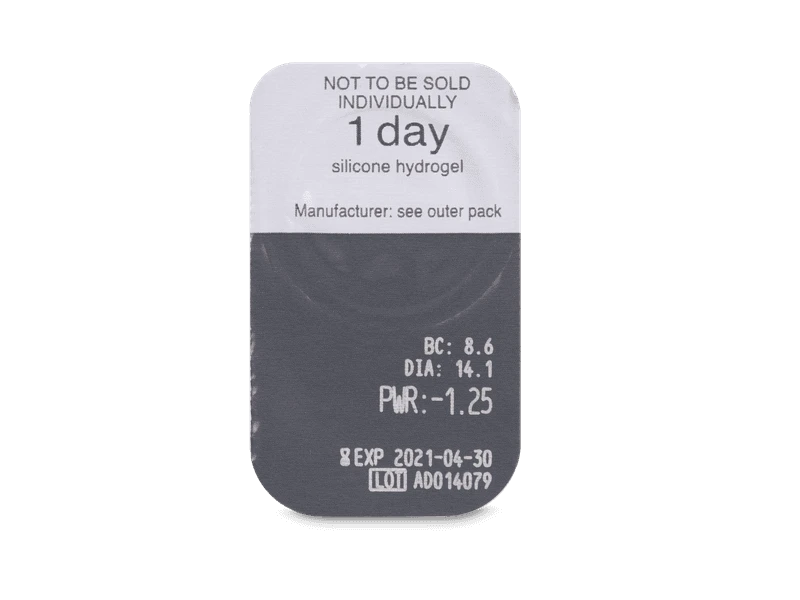 NOT TO BE SOLD
INDIVIDUALLY
1 day
silicone hydrogel
Manufacturer: see outer pack
BC: 8.6
DIA: 14.1
PWR:-1.25
EXP 2021-04-30
LOT AD014079